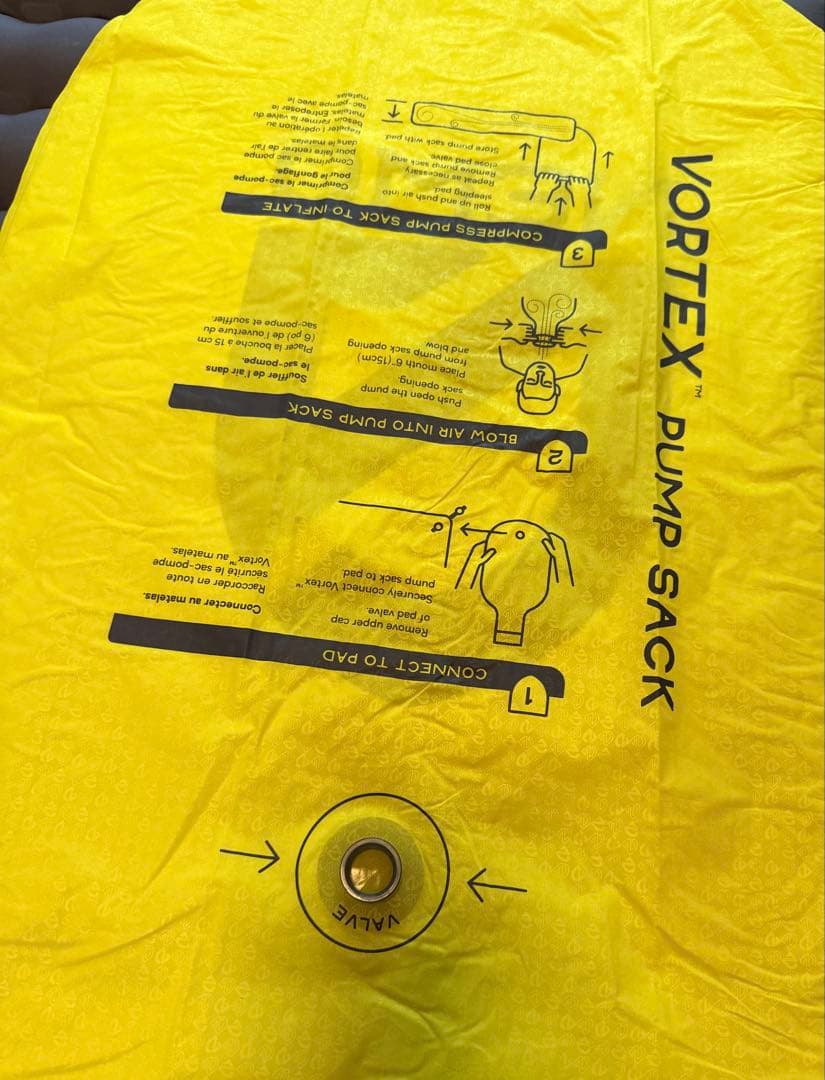 VORTEX™ PUMP SACK
VALVE
1
CONNECT TO PAD
Remove upper cap
of pad valve.
Securely connect Vortex™
pump sack to pad.
Connecter au matelas.
Raccorder en toute
sécurité le sac-pompe
Vortex™ au matelas.
2
BLOW AIR INTO PUMP SACK
Push open the pump
sack opening.
Place mouth 6"(15cm)
from pump sack opening
and blow
Souffler de l'air dans
le sac-pompe.
Placer la bouche à 15 cm
(6 po) de l'ouverture du
sac-pompe et souffler.
3
COMPRESS PUMP SACK TO INFLATE
Roll up and push air into
sleeping pad.
Repeat as necessary.
Remove pump sack and
close pad valve.
Store pump sack with pad.
Comprimer le sac-pompe
pour le gonflage.
Comprimer le sac pompe
pour faire rentrer de l'air
dans le matelas.
Répéter l'opération au
besoin. Fermer la valve du
matelas. Entreposer le
sac-pompe avec le
matelas.